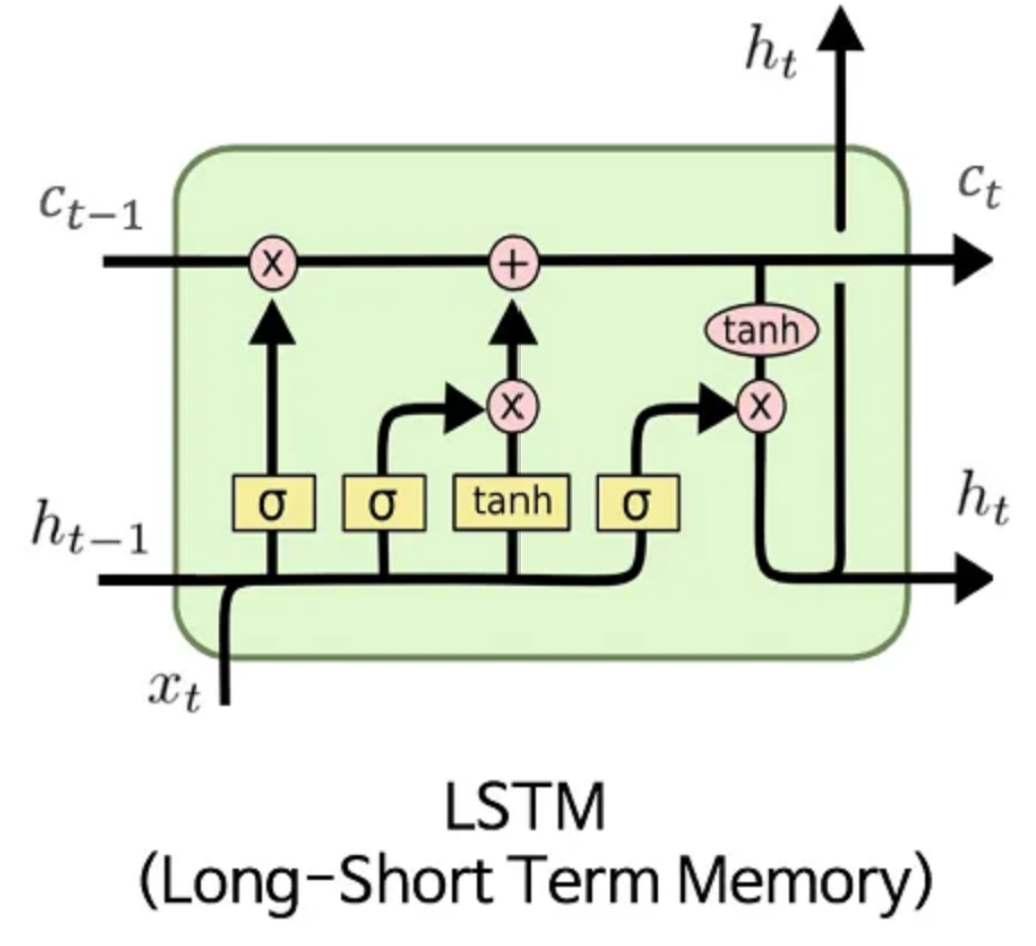 h_t
c_{t-1}
c_t
x
+
tanh
x
x
σ
σ
tanh
σ
h_{t-1}
h_t
x_t
LSTM
(Long-Short Term Memory)